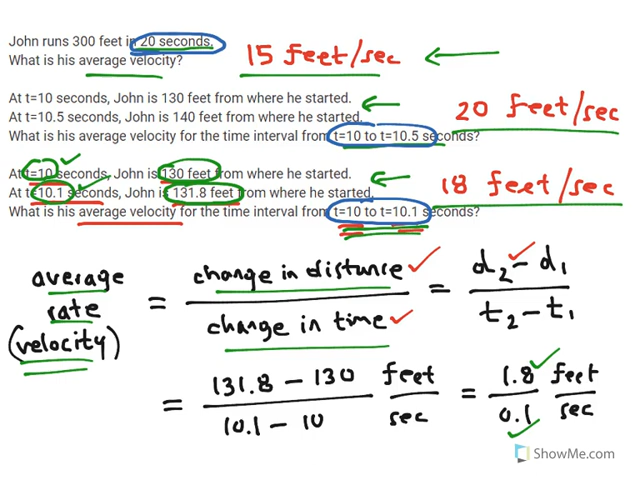 John runs 300 feet in 20 seconds.
What is his average velocity?
15 feet/sec
At t=10 seconds, John is 130 feet from where he started.
At t=10.5 seconds, John is 140 feet from where he started.
What is his average velocity for the time interval from t=10 to t=10.5 seconds?
20 feet/sec
At t=10 seconds, John is 130 feet from where he started.
At t=10.1 seconds, John is 131.8 feet from where he started.
What is his average velocity for the time interval from t=10 to t=10.1 seconds?
18 feet/sec
average rate (velocity) = change in distance / change in time = d₂ – d₁ / t₂ – t₁
= 131.8 – 130 / 10.1 – 10 feet / sec = 1.8 / 0.1 feet / sec
ShowMe.com